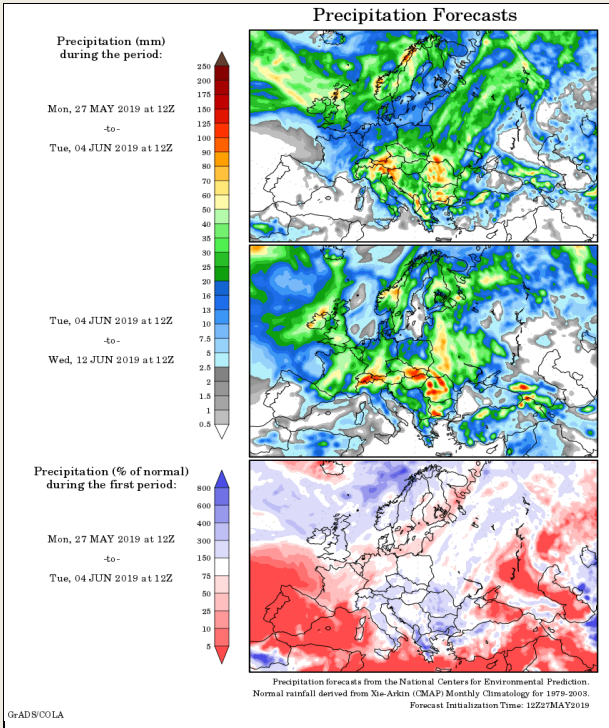 Precipitation Forecasts
Precipitation (mm)
during the period:
Mon, 27 MAY 2019 at 12Z
-to-
Tue, 04 JUN 2019 at 12Z
250
200
175
150
125
100
90
80
70
60
50
40
35
30
25
20
16
13
10
7.5
5
2.5
2
1.5
1
0.5
Tue, 04 JUN 2019 at 12Z
-to-
Wed, 12 JUN 2019 at 12Z
Precipitation (% of normal)
during the first period:
Mon, 27 MAY 2019 at 12Z
-to-
Tue, 04 JUN 2019 at 12Z
800
600
400
300
150
75
50
25
10
5
Precipitation forecasts from the National Centers for Environmental Prediction.
Normal rainfall derived from Xie-Arkin (CMAP) Monthly Climatology for 1979-2003.
Forecast Initialization Time: 12Z27MAY2019
GrADS/COLA